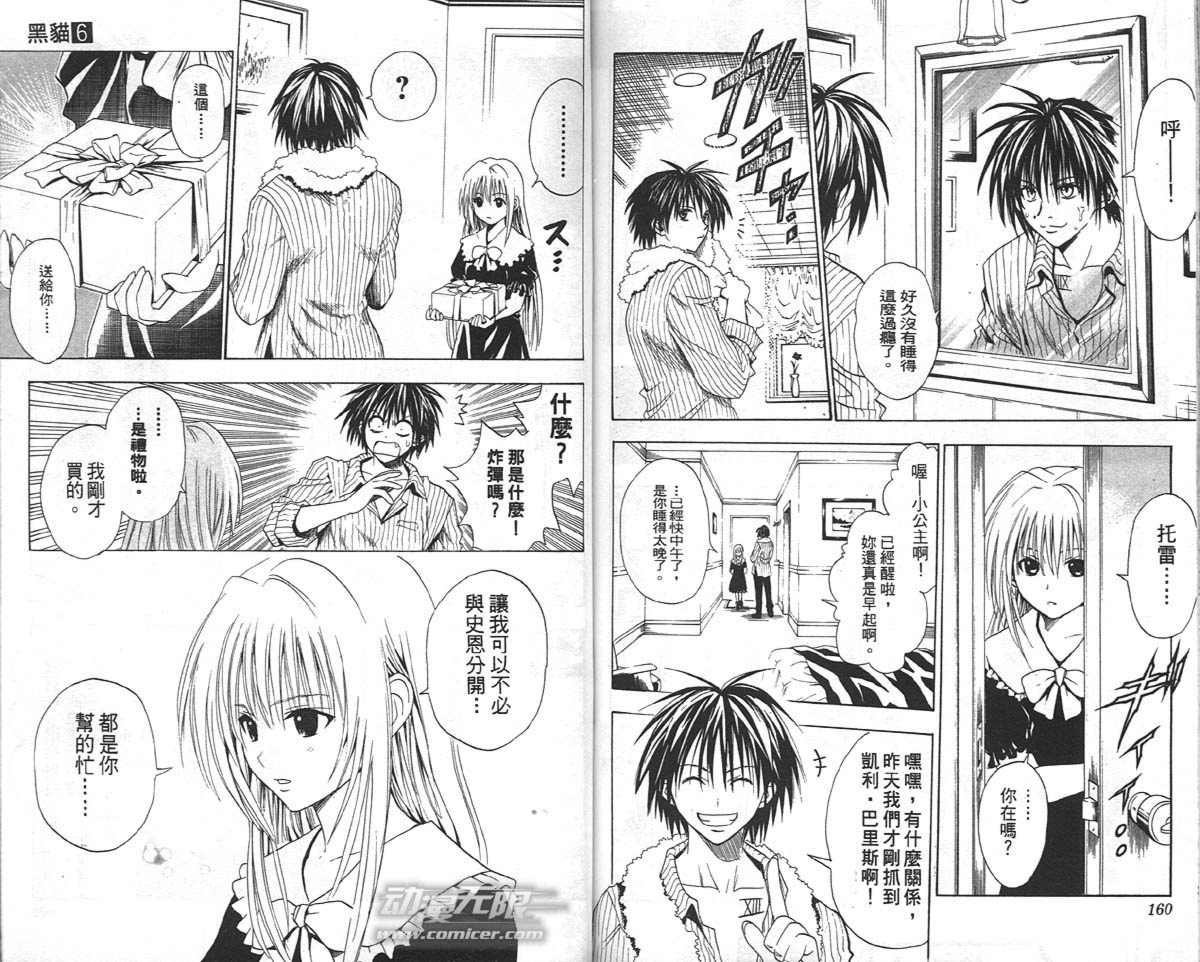 呼──！
好久沒有睡得
這麼過癮了。
ガ
チャ…
托雷……
ギイ…。
……
你在嗎？
喔─小公主啊！
已經醒啦，
妳還真是早起啊。
…已經快中午了，
是你睡得太晚了。
嘿嘿，有什麼關係，
昨天我們才剛抓到
凱利．巴里斯啊！
XIII
160
黑貓6
…………
？
ス…
這個……
送給你……
什麼？
那是什麼！
炸彈嗎？
……
…是禮物啦。
我剛才
買的。
讓我可以不必
與史恩分開…
都是你
幫的忙……
动漫无限
www.comicer.com